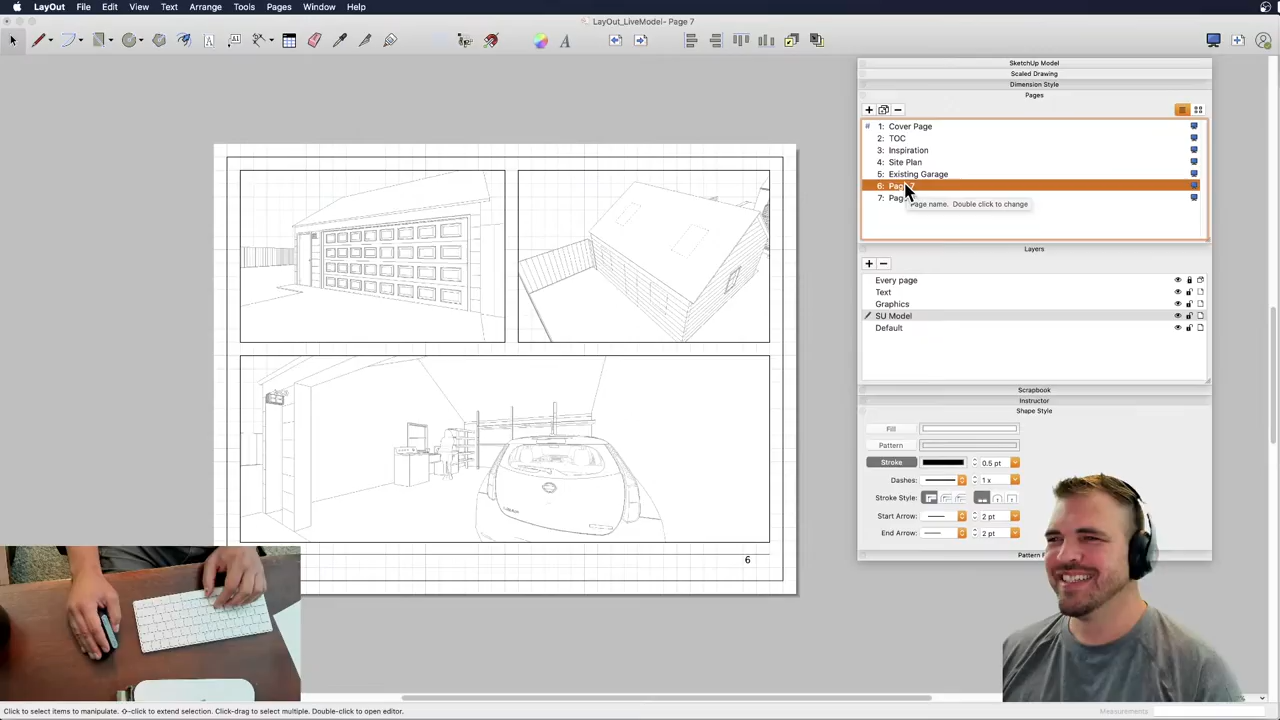 LayOut File Edit View Text Arrange Tools Pages Window Help
LayOut_LiveModel- Page 7
SketchUp Model
Scaled Drawing
Dimension Style
Pages
# 1: Cover Page
2: TOC
3: Inspiration
4: Site Plan
5: Existing Garage
6:
7:
Page name. Double click to change
Layers
Every page
Text
Graphics
SU Model
Default
Scrapbook
Instructor
Shape Style
Fill
Pattern
Stroke 0.5 pt
Dashes: 1 x
Stroke Style:
Start Arrow: 2 pt
End Arrow: 2 pt
Pattern
6
Click to select items to manipulate. ⇧-click to extend selection. Click-drag to select multiple. Double-click to open editor.
Measurements